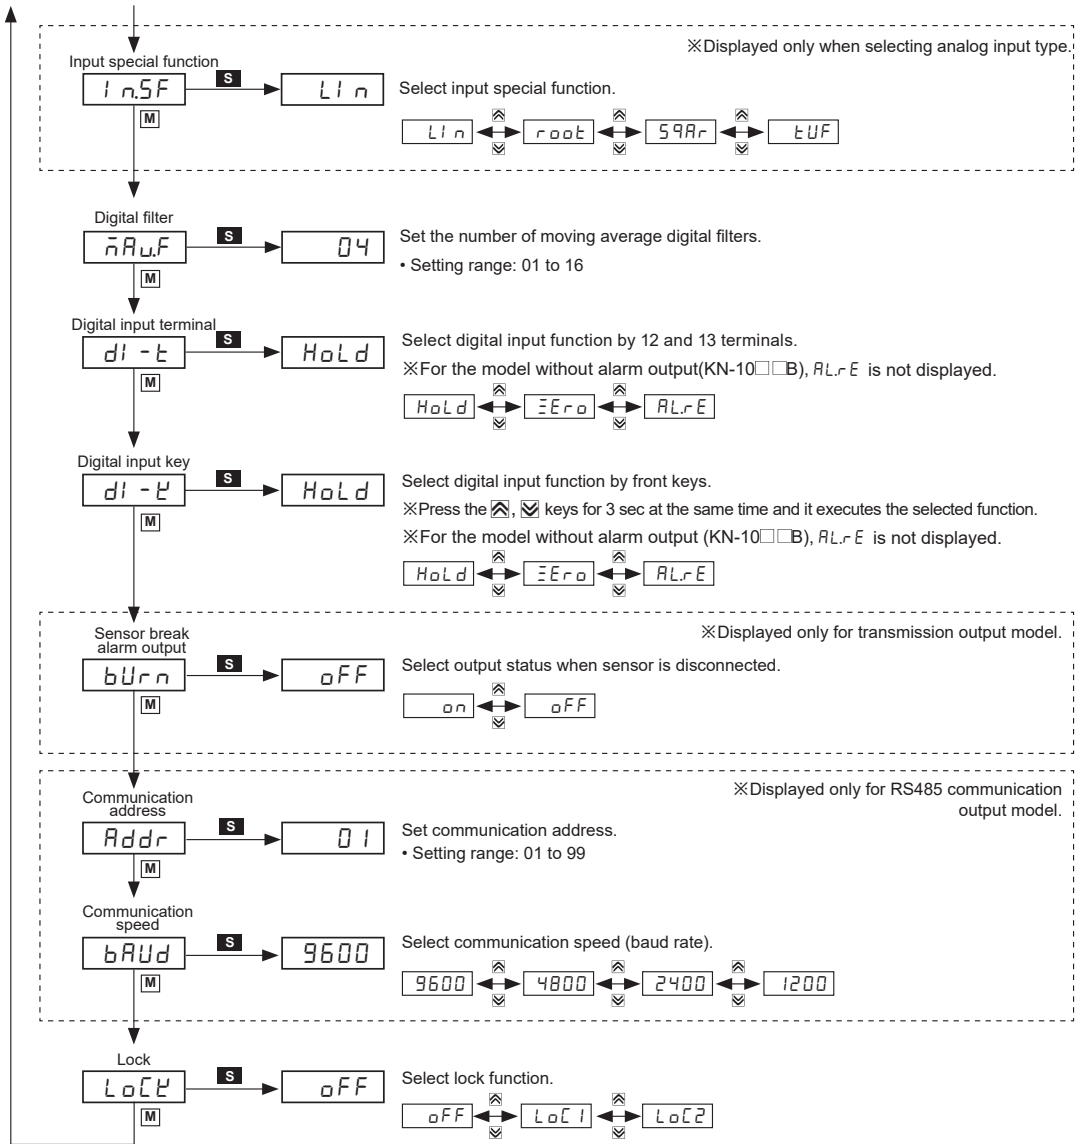 ※Displayed only when selecting analog input type.
Input special function
In.SF S LIn Select input special function.
M
LIn root SqAr tUF
Digital filter
mAv.F S 04 Set the number of moving average digital filters.
M • Setting range: 01 to 16
Digital input terminal
dI-t S HoLd Select digital input function by 12 and 13 terminals.
M ※For the model without alarm output(KN-10□□B), AL.rE is not displayed.
HoLd ZEro AL.rE
Digital input key
dI-k S HoLd Select digital input function by front keys.
M ※Press the , keys for 3 sec at the same time and it executes the selected function.
※For the model without alarm output (KN-10□□B), AL.rE is not displayed.
HoLd ZEro AL.rE
※Displayed only for transmission output model.
Sensor break
alarm output
bUrn S oFF Select output status when sensor is disconnected.
M
on oFF
※Displayed only for RS485 communication
output model.
Communication
address
Addr S 01 Set communication address.
M • Setting range: 01 to 99
Communication
speed
bAUd S 9600 Select communication speed (baud rate).
M
9600 4800 2400 1200
Lock
LoCk S oFF Select lock function.
M
oFF LoC1 LoC2